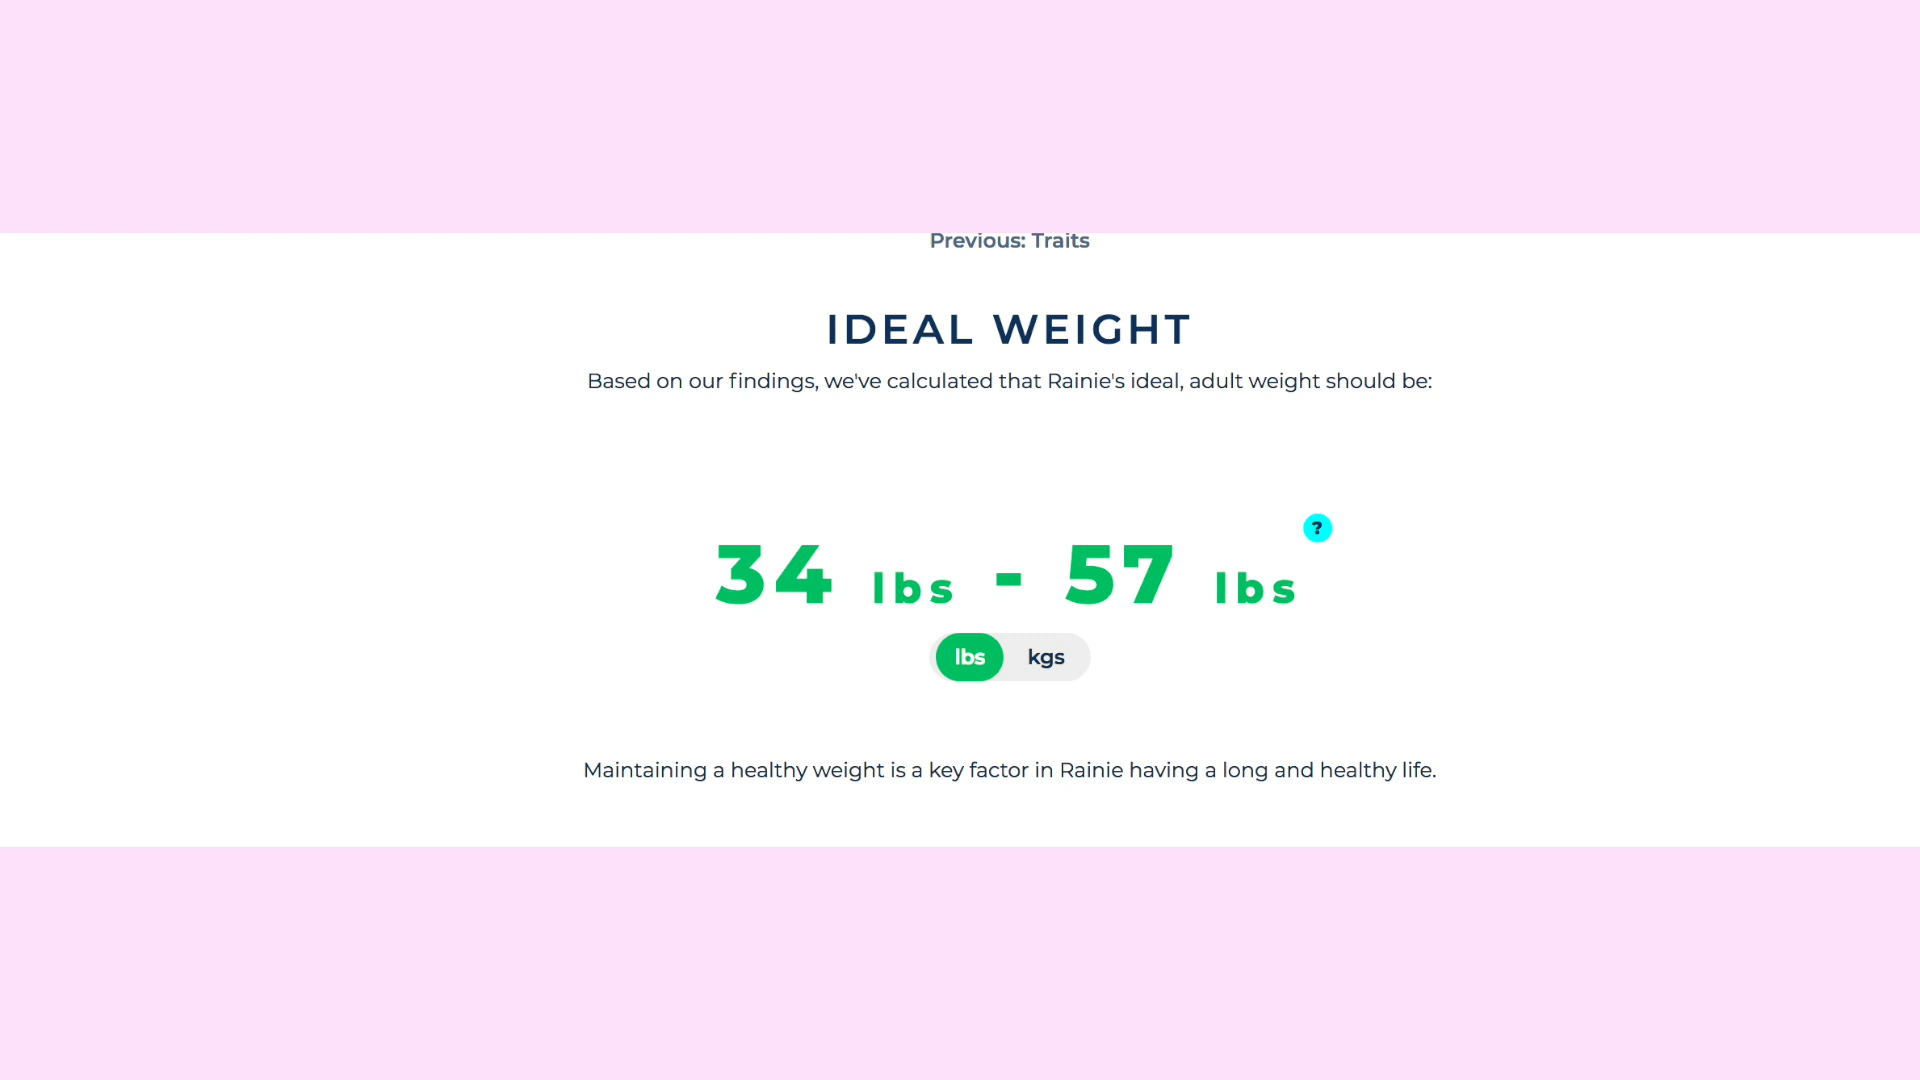 Previous: Traits
IDEAL WEIGHT
Based on our findings, we've calculated that Rainie's ideal, adult weight should be:
?
34 lbs - 57 lbs
lbs kgs
Maintaining a healthy weight is a key factor in Rainie having a long and healthy life.